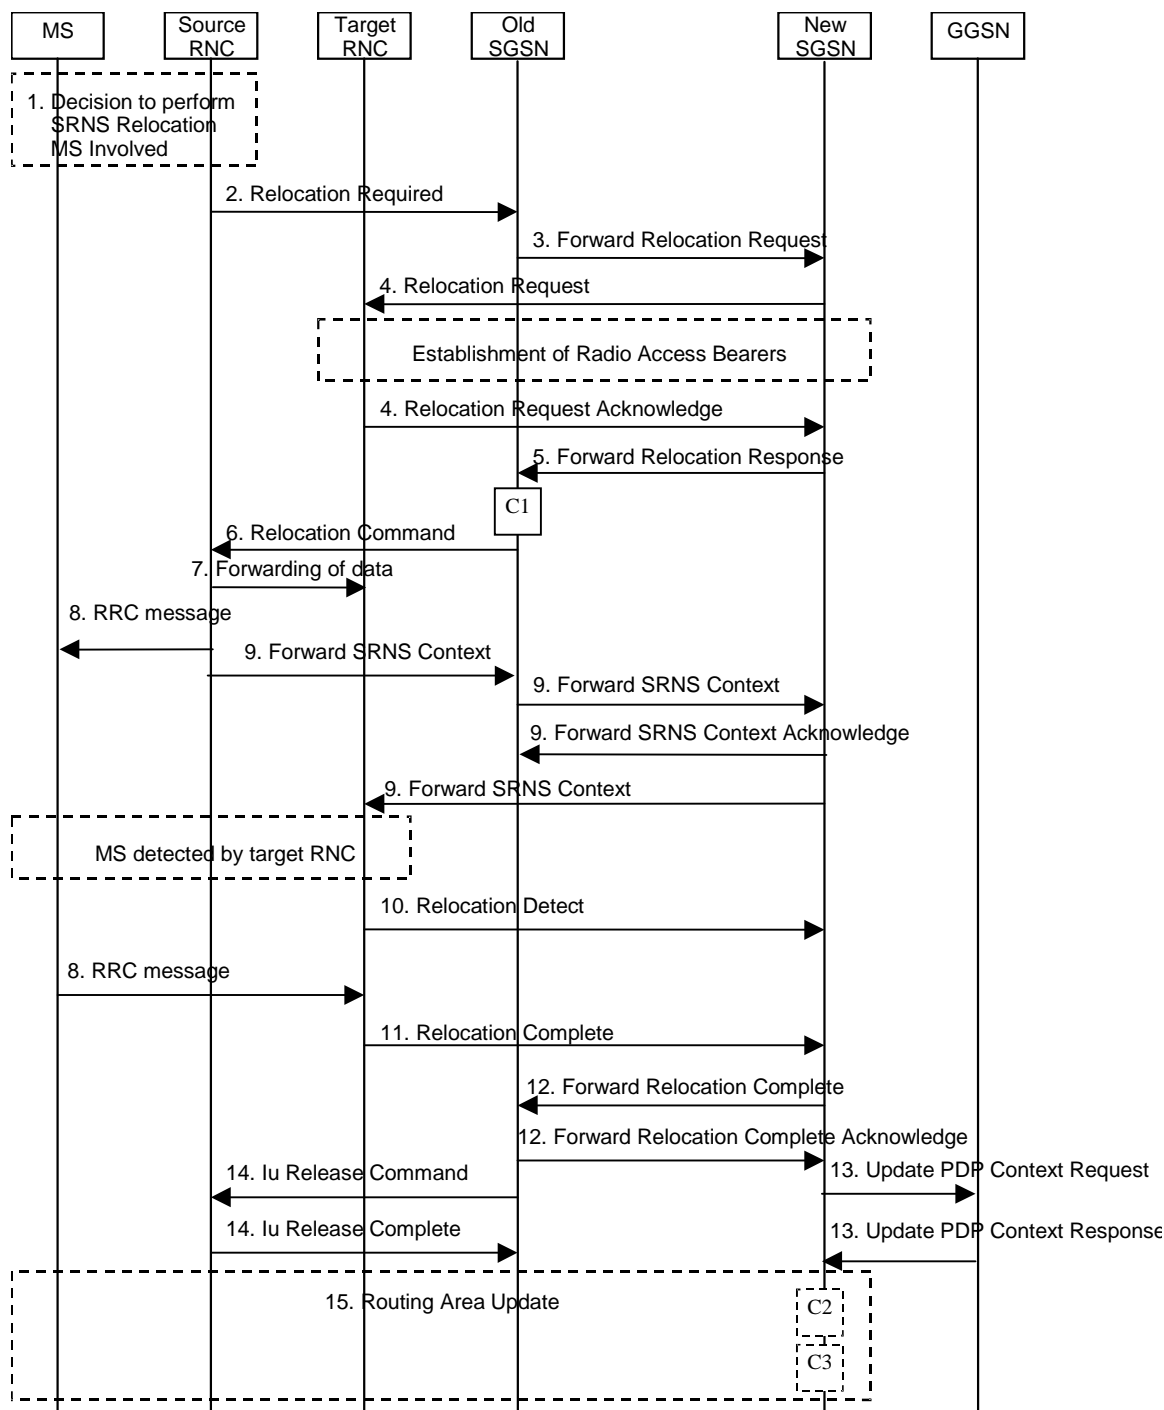 MS
Source
RNC
Target
RNC
Old
SGSN
New
SGSN
GGSN
1. Decision to perform
SRNS Relocation
MS Involved
2. Relocation Required
3. Forward Relocation Request
4. Relocation Request
Establishment of Radio Access Bearers
4. Relocation Request Acknowledge
5. Forward Relocation Response
C1
6. Relocation Command
7. Forwarding of data
8. RRC message
9. Forward SRNS Context
9. Forward SRNS Context
9. Forward SRNS Context Acknowledge
9. Forward SRNS Context
MS detected by target RNC
10. Relocation Detect
8. RRC message
11. Relocation Complete
12. Forward Relocation Complete
12. Forward Relocation Complete Acknowledge
14. Iu Release Command
13. Update PDP Context Request
14. Iu Release Complete
13. Update PDP Context Response
15. Routing Area Update
C2
C3